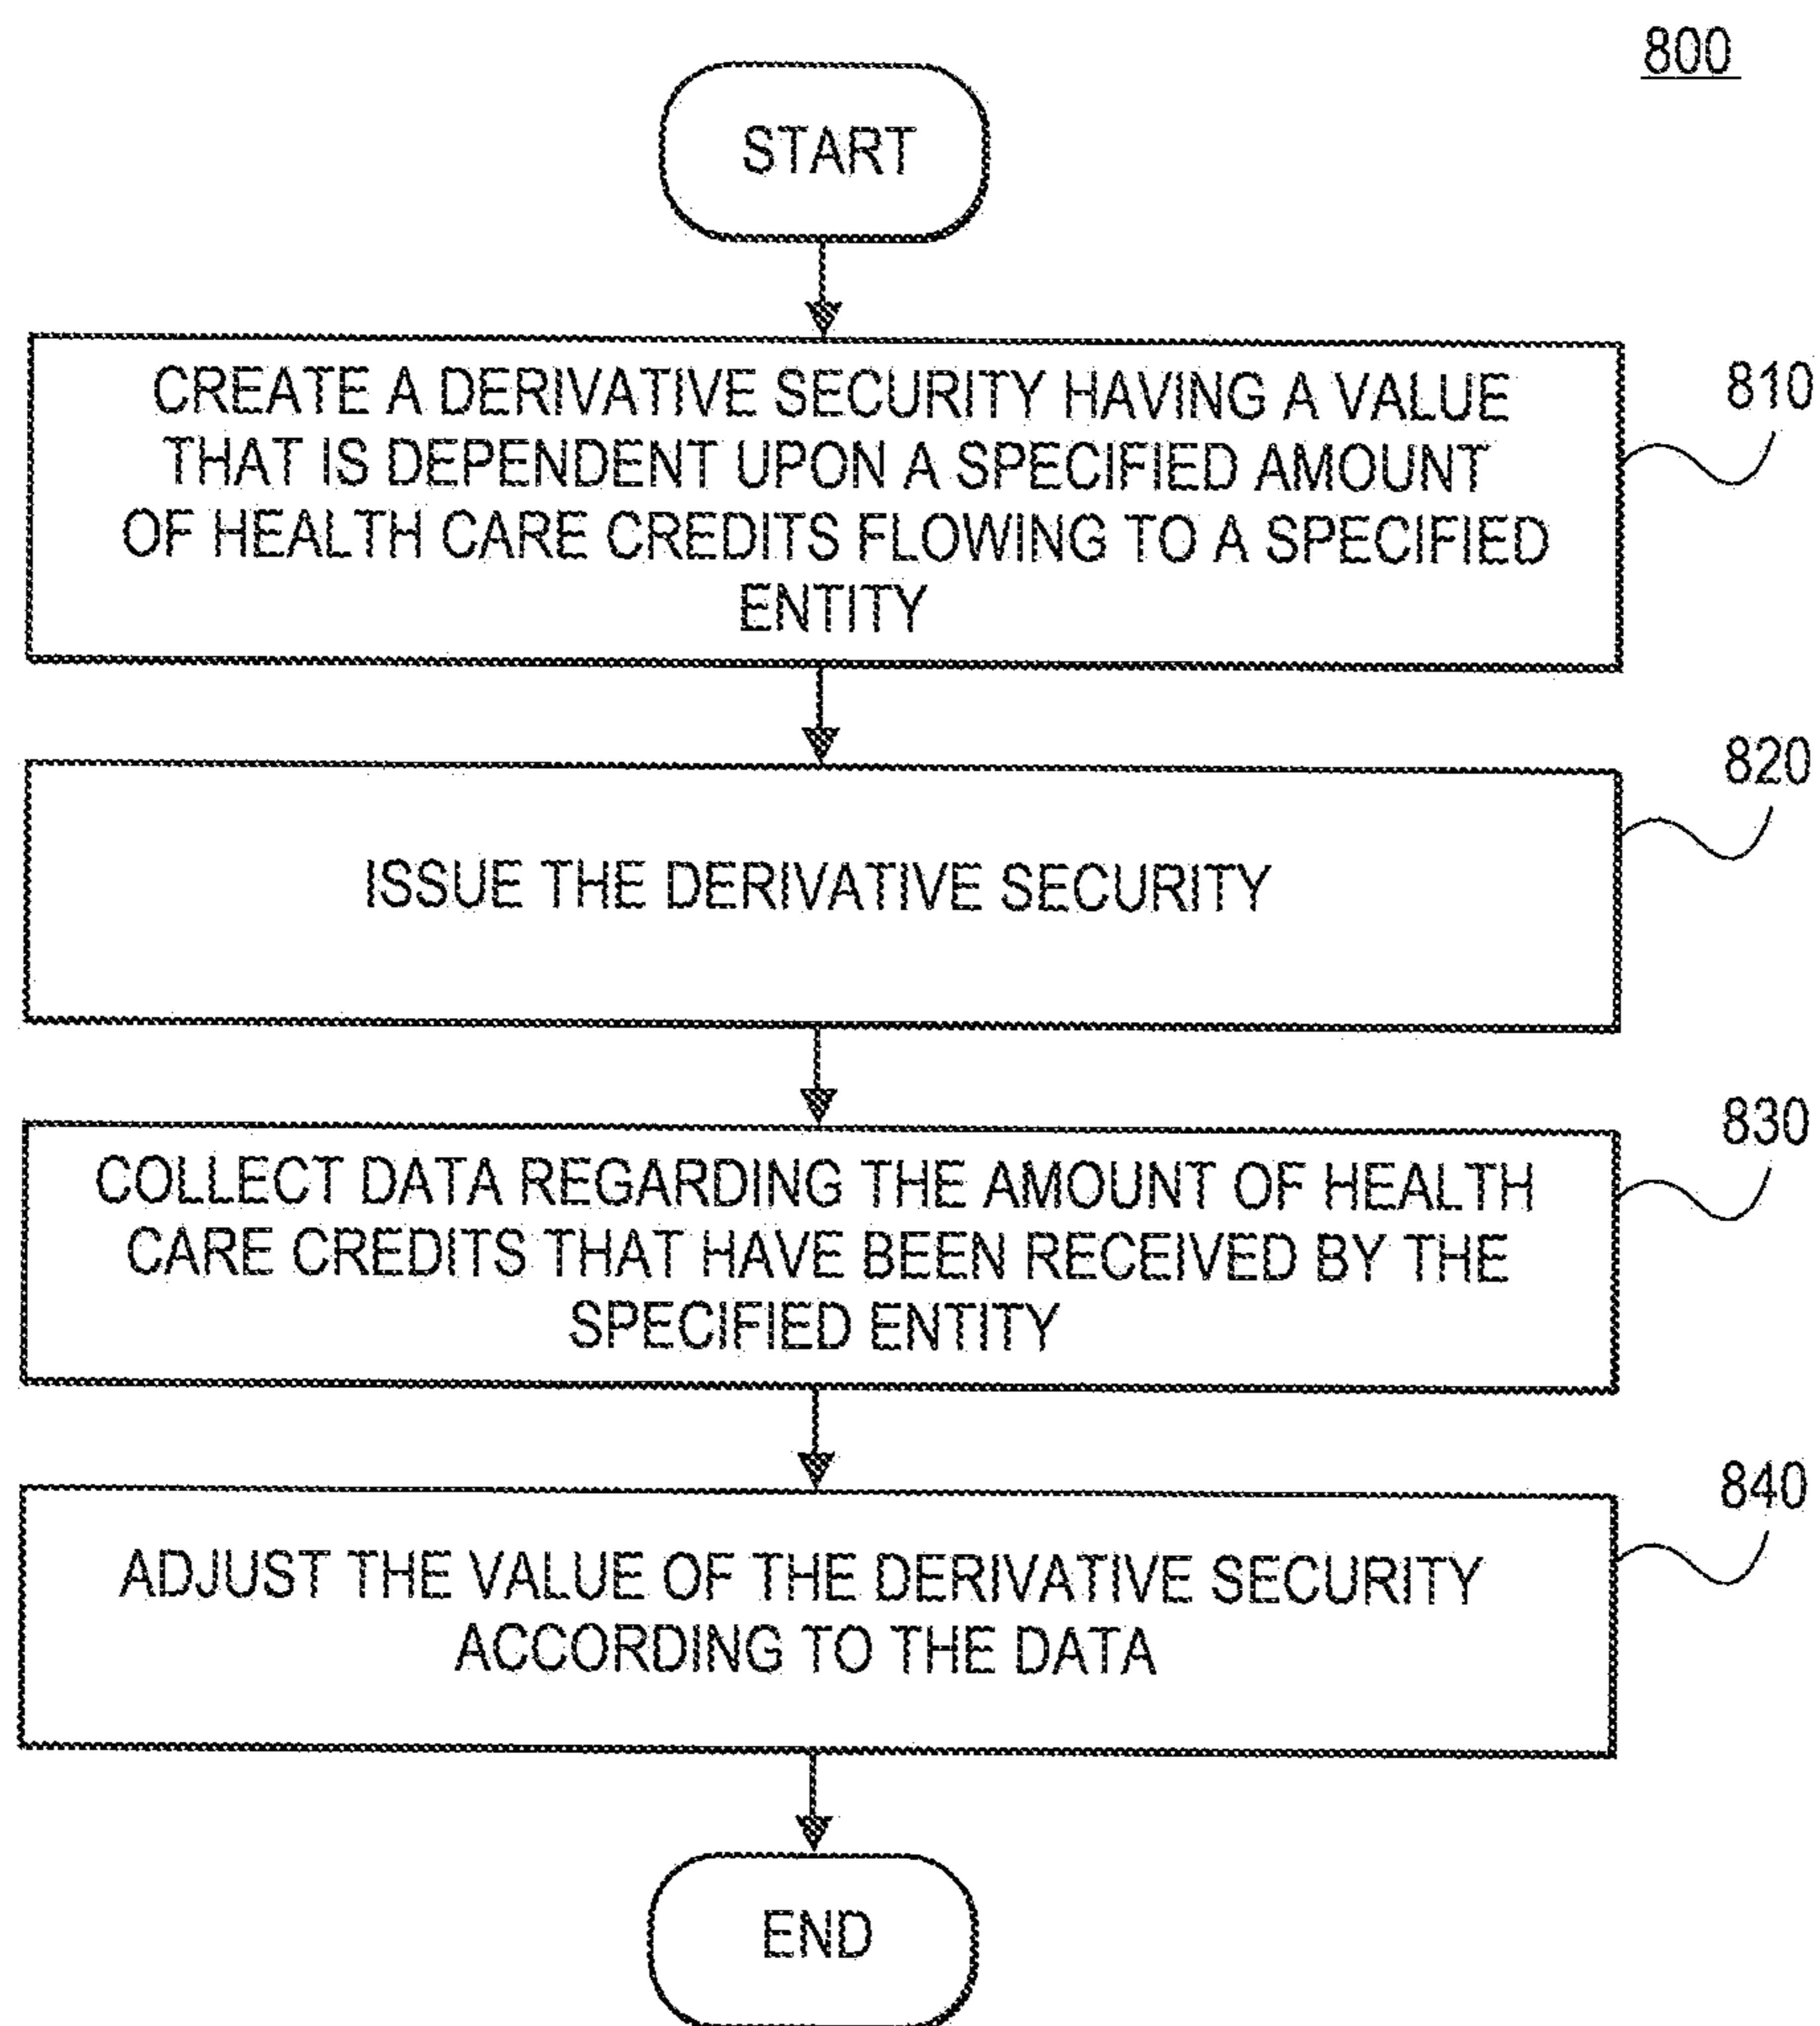 800
START
CREATE A DERIVATIVE SECURITY HAVING A VALUE
THAT IS DEPENDENT UPON A SPECIFIED AMOUNT
OF HEALTH CARE CREDITS FLOWING TO A SPECIFIED
ENTITY
810
ISSUE THE DERIVATIVE SECURITY
820
COLLECT DATA REGARDING THE AMOUNT OF HEALTH
CARE CREDITS THAT HAVE BEEN RECEIVED BY THE
SPECIFIED ENTITY
830
ADJUST THE VALUE OF THE DERIVATIVE SECURITY
ACCORDING TO THE DATA
840
END